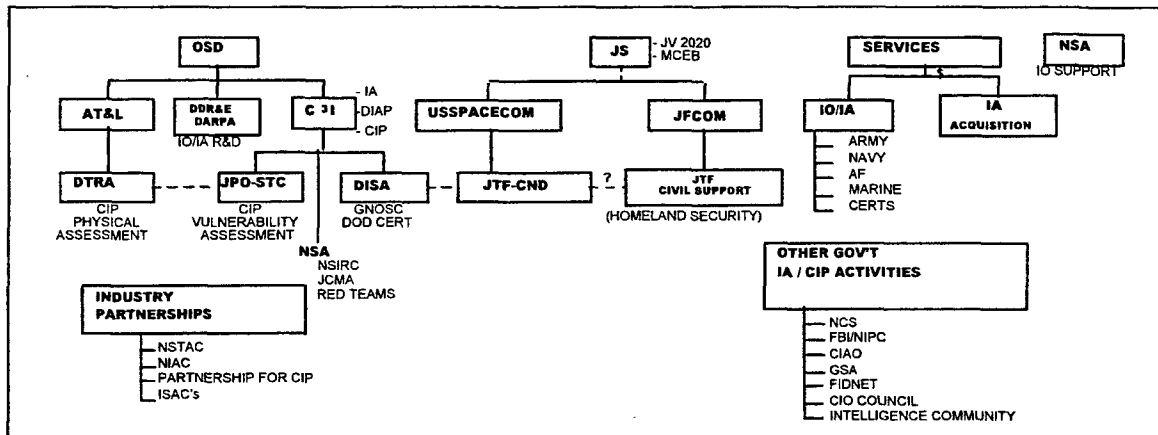 OSD
JS
- JV 2020
- MCEB
SERVICES
NSA
IO SUPPORT
AT&L
DDR&E
DARPA
IO/IA R&D
C3I
- IA
-DIAP
- CIP
USSPACECOM
JFCOM
$
IO/IA
IA
ACQUISITION
ARMY
NAVY
AF
MARINE
CERTS
DTRA
CIP
PHYSICAL
ASSESSMENT
JPO-STC
CIP
VULNERABILITY
ASSESSMENT
DISA
GNOSC
DOD CERT
JTF-CND
?
JTF
CIVIL SUPPORT
(HOMELAND SECURITY)
NSA
NSIRC
JCMA
RED TEAMS
INDUSTRY
PARTNERSHIPS
NSTAC
NIAC
PARTNERSHIP FOR CIP
ISAC's
OTHER GOV'T
IA / CIP ACTIVITIES
NCS
FBI/NIPC
CIAO
GSA
FIDNET
CIO COUNCIL
INTELLIGENCE COMMUNITY